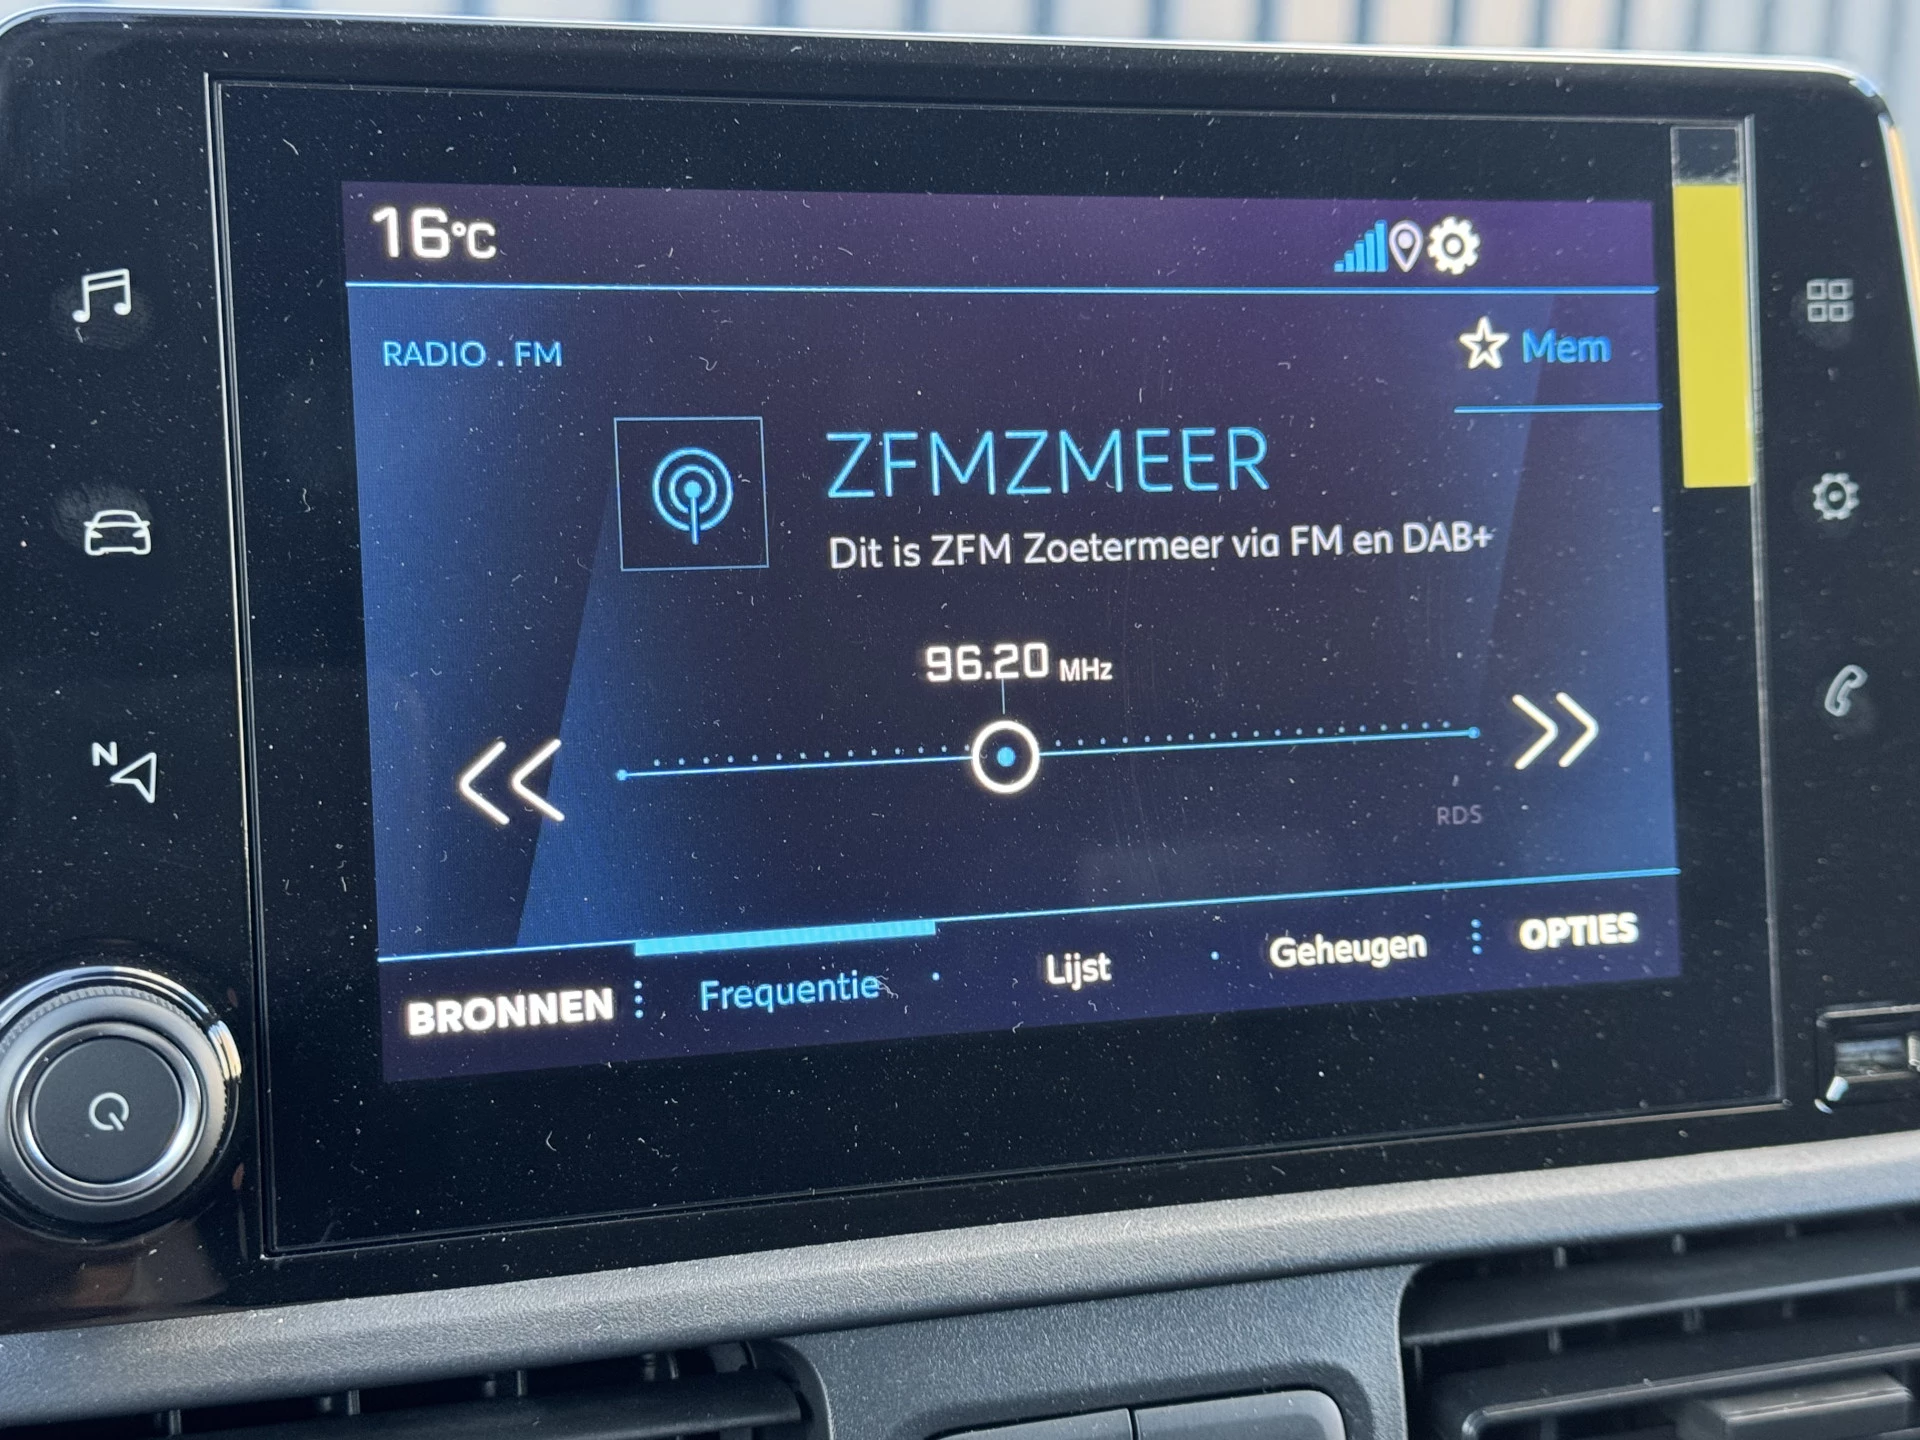 16°C
RADIO . FM
Mem
ZFMZMEER
Dit is ZFM Zoetermeer via FM en DAB+
96.20 MHz
N
RDS
BRONNEN
Frequentie
Lijst
Geheugen
OPTIES